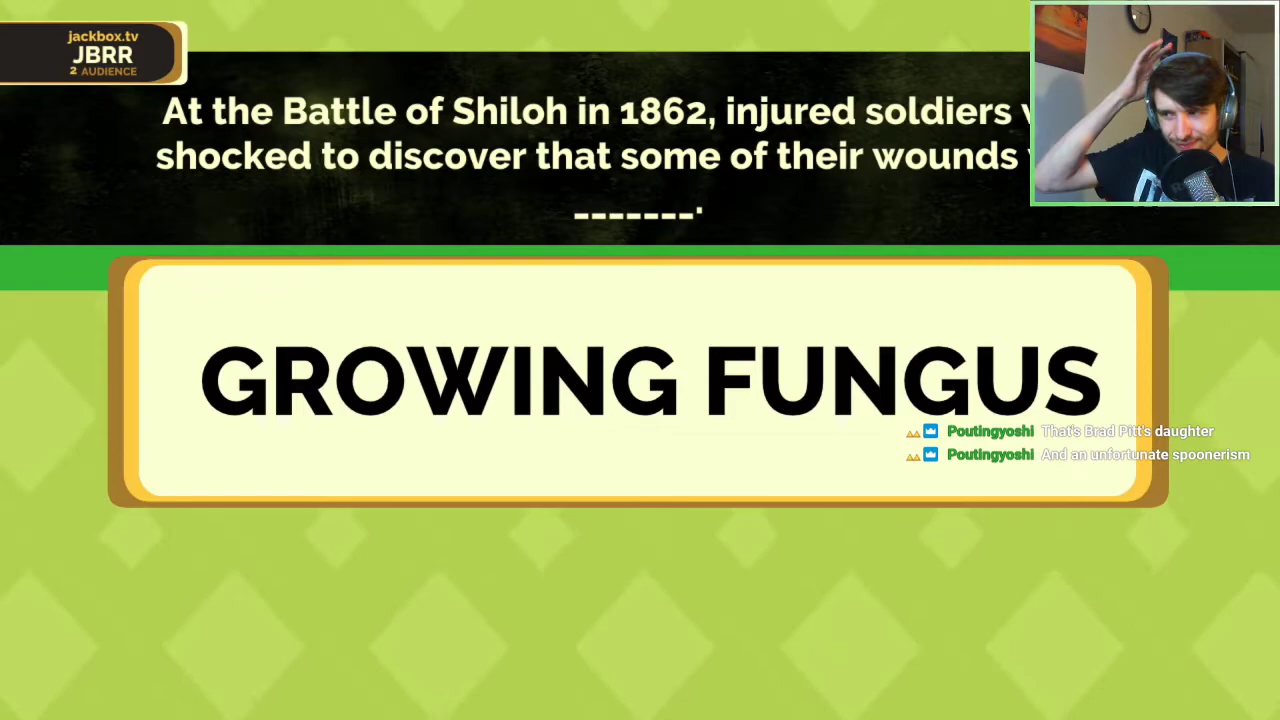 jackbox.tv
JBRR
2 AUDIENCE
At the Battle of Shiloh in 1862, injured soldiers
shocked to discover that some of their wounds
_______.
GROWING FUNGUS
Poutingyoshi That's Brad Pitt's daughter
Poutingyoshi And an unfortunate spoonerism